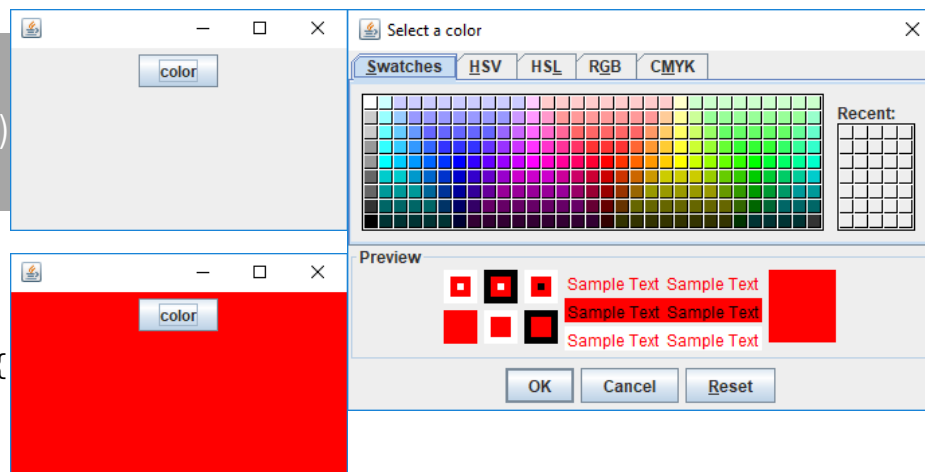 color
)
color
{
Select a color
Swatches HSV HSL RGB CMYK
Recent:
Preview
Sample Text Sample Text
Sample Text Sample Text
Sample Text Sample Text
OK Cancel Reset